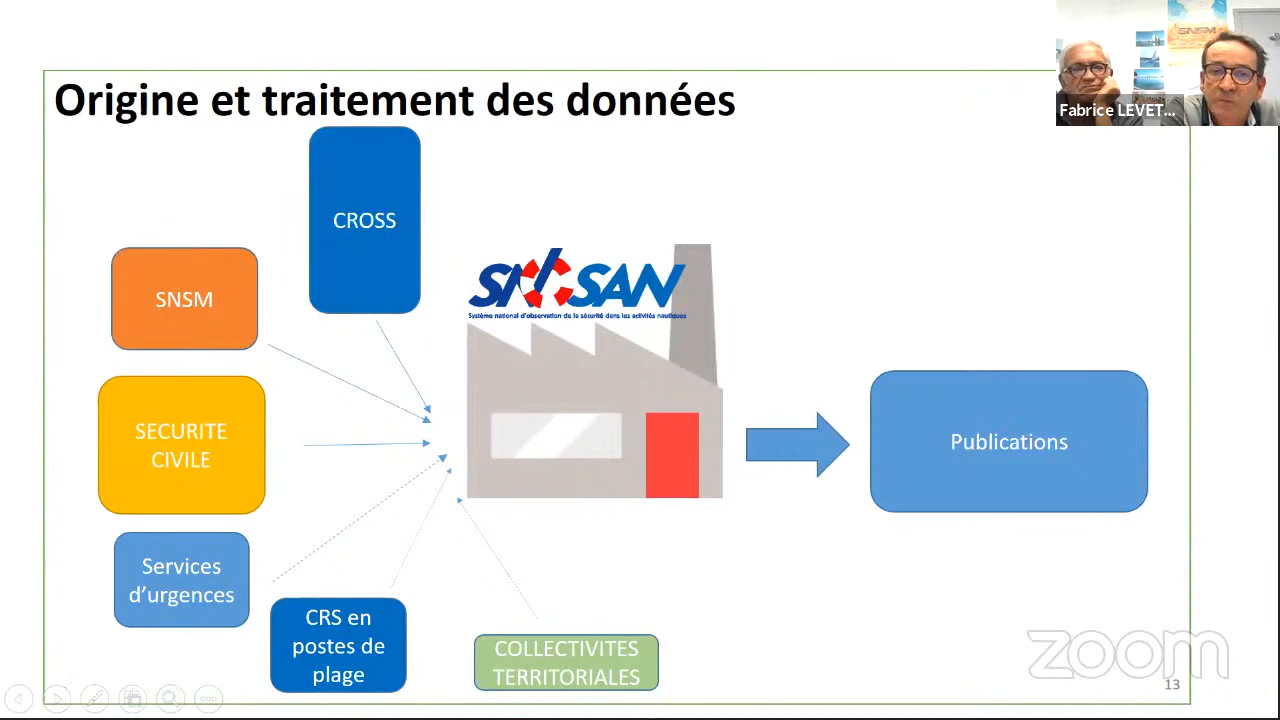 Origine et traitement des données
SNSM
Fabrice LEVET...
CROSS
SNOSAN
Système national d'observation de la sécurité dans les activités nautiques
SNSM
SECURITE
CIVILE
Publications
Services
d'urgences
CRS en
postes de
plage
COLLECTIVITES
TERRITORIALES
zoom
13